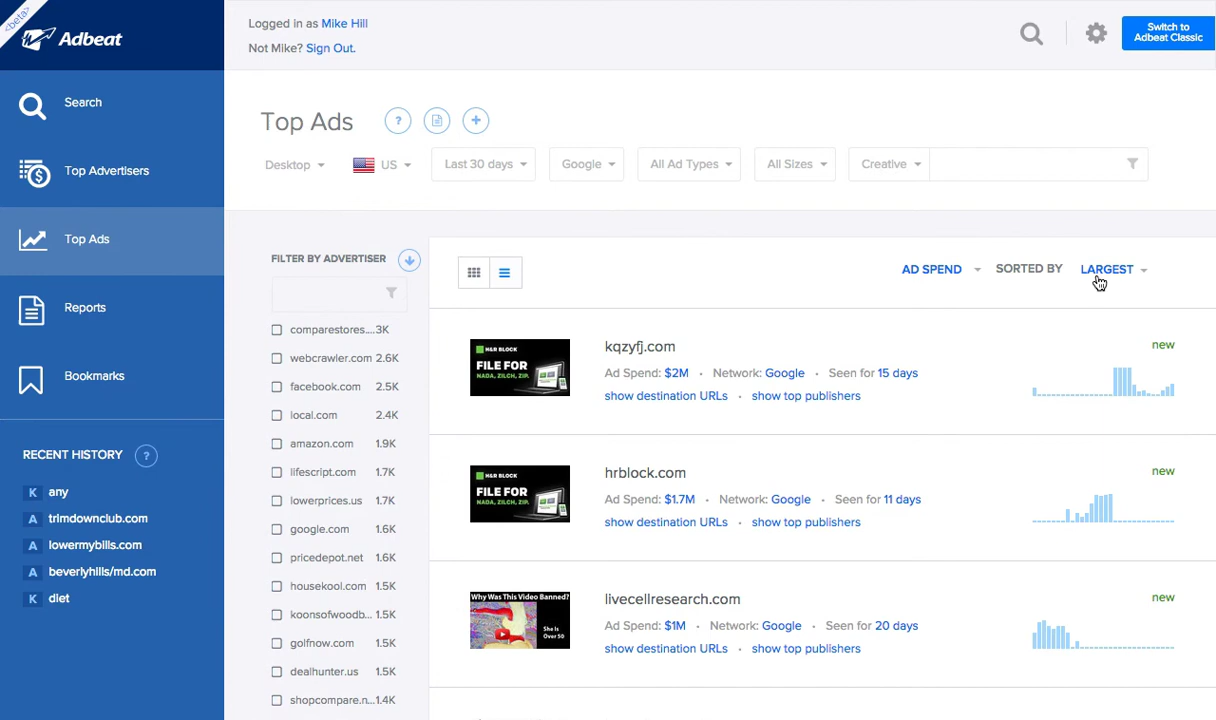 <beta>
Adbeat
Logged in as Mike Hill
Not Mike? Sign Out.
Switch to
Adbeat Classic
Search
Top Advertisers
Top Ads
Reports
Bookmarks
RECENT HISTORY ?
K any
A trimdownclub.com
A lowermybills.com
A beverlyhills/md.com
K diet
Top Ads ? +
Desktop US Last 30 days Google All Ad Types All Sizes Creative
FILTER BY ADVERTISER
comparestores....3K
webcrawler.com 2.6K
facebook.com 2.5K
local.com 2.4K
amazon.com 1.9K
lifescript.com 1.7K
lowerprices.us 1.7K
google.com 1.6K
pricedepot.net 1.6K
housekool.com 1.5K
koonsofwoodb... 1.5K
golfnow.com 1.5K
dealhunter.us 1.5K
shopcompare.n...1.4K
AD SPEND SORTED BY LARGEST
H&R BLOCK
FILE FOR
NADA, ZILCH, ZIP.
kqzyfj.com
Ad Spend: $2M • Network: Google • Seen for 15 days
show destination URLs • show top publishers
new
H&R BLOCK
FILE FOR
NADA, ZILCH, ZIP.
hrblock.com
Ad Spend: $1.7M • Network: Google • Seen for 11 days
show destination URLs • show top publishers
new
Why Was This Video Banned?
She Is
Over 50
livecellresearch.com
Ad Spend: $1M • Network: Google • Seen for 20 days
show destination URLs • show top publishers
new